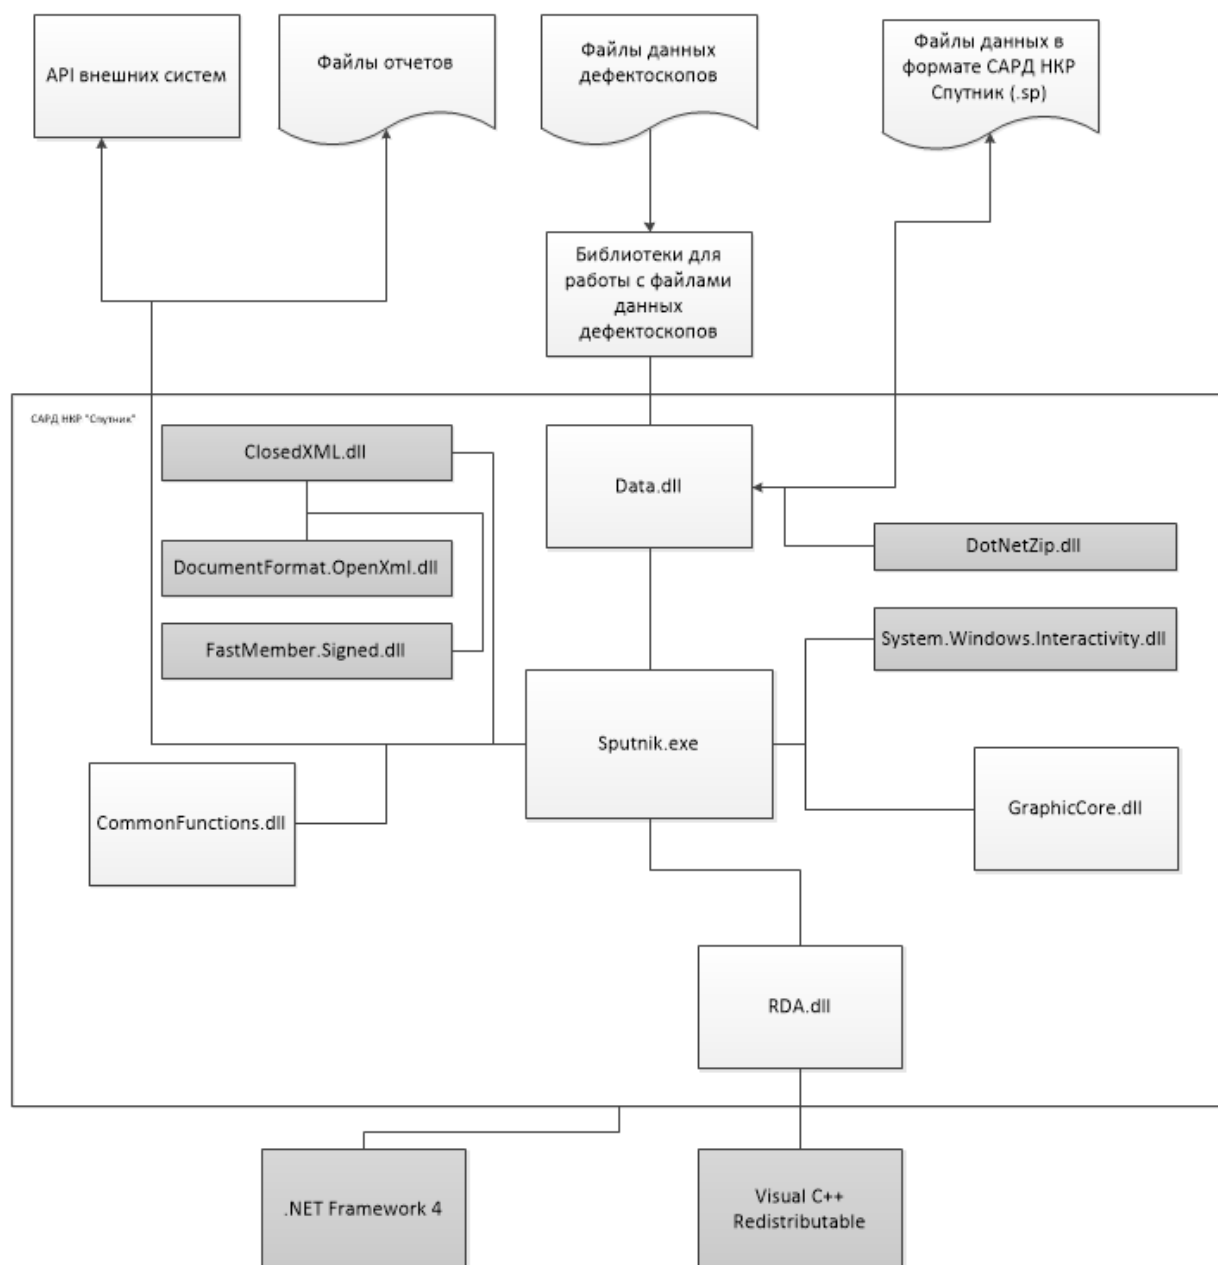 API внешних систем
Файлы отчетов
Файлы данных
дефектоскопов
Файлы данных в
формате САРД НКР
Спутник (.sp)
Библиотеки для
работы с файлами
данных
дефектоскопов
САРД НКР "Спутник"
ClosedXML.dll
Data.dll
DocumentFormat.OpenXml.dll
DotNetZip.dll
FastMember.Signed.dll
System.Windows.Interactivity.dll
Sputnik.exe
CommonFunctions.dll
GraphicCore.dll
RDA.dll
.NET Framework 4
Visual C++
Redistributable